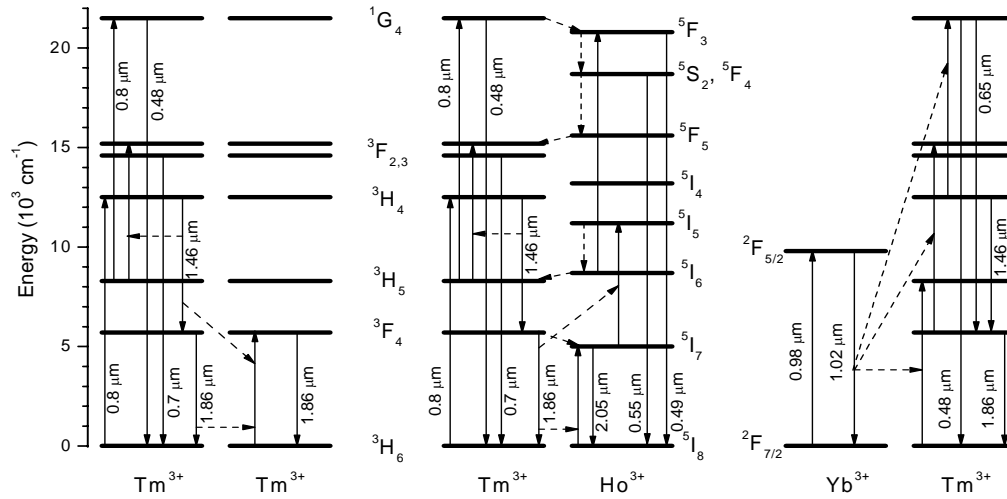 Energy (10³ cm⁻¹)
20
15
10
5
0
0.8 μm
0.48 μm
1.46 μm
0.8 μm
0.7 μm
1.86 μm
1.86 μm
Tm³⁺
Tm³⁺
¹G₄
³F₂,₃
³H₄
³H₅
³F₄
³H₆
0.8 μm
0.48 μm
1.46 μm
0.8 μm
0.7 μm
1.86 μm
2.05 μm
0.55 μm
0.49 μm
Tm³⁺
Ho³⁺
⁵F₃
⁵S₂, ⁵F₄
⁵F₅
⁵I₄
⁵I₅
⁵I₆
⁵I₇
⁵I₈
²F₅/₂
²F₇/₂
0.98 μm
1.02 μm
0.65 μm
1.46 μm
0.48 μm
1.86 μm
Yb³⁺
Tm³⁺